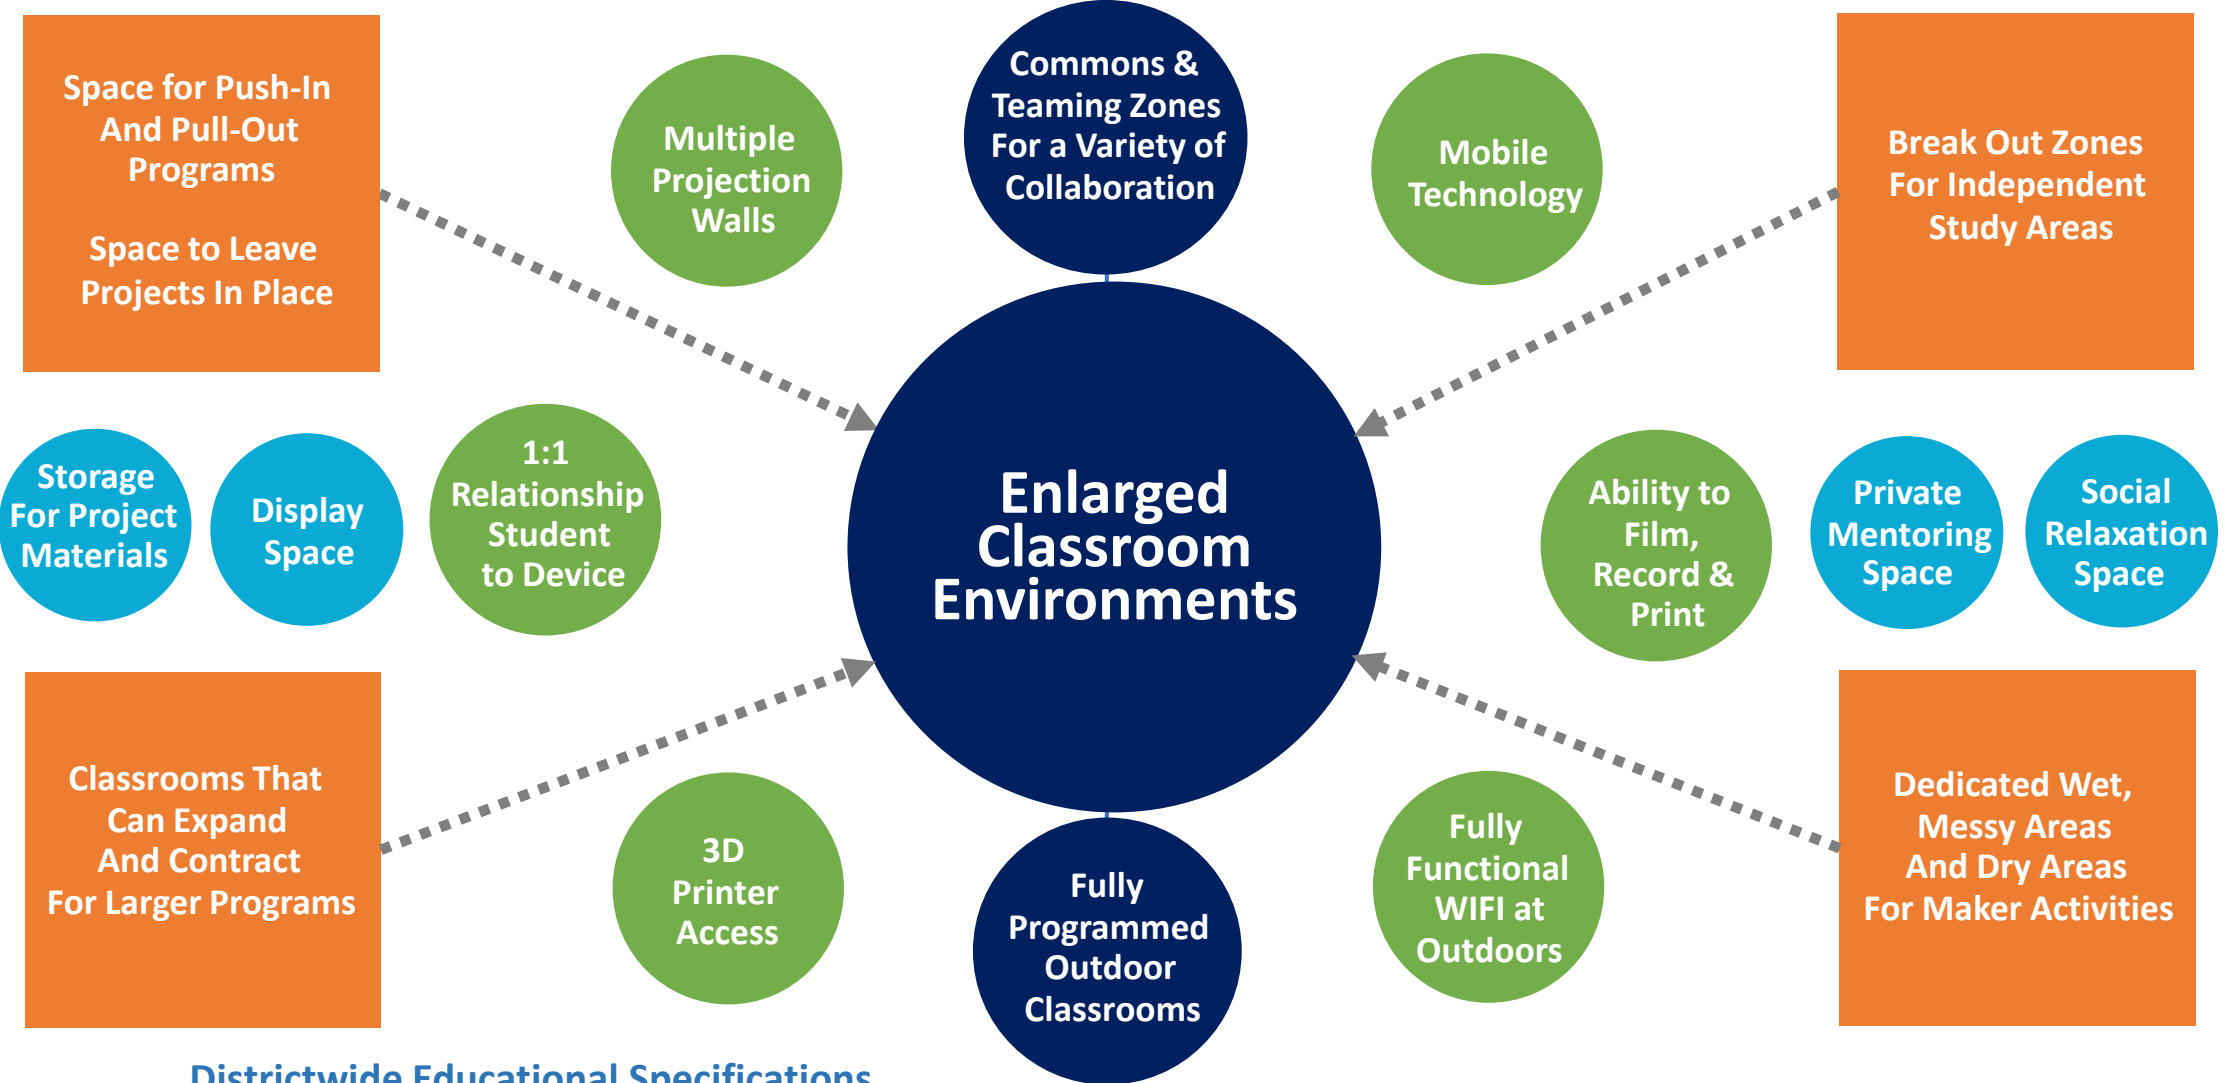 Space for Push-In
And Pull-Out
Programs
Space to Leave
Projects In Place
Multiple
Projection
Walls
Commons &
Teaming Zones
For a Variety of
Collaboration
Mobile
Technology
Break Out Zones
For Independent
Study Areas
Storage
For Project
Materials
Display
Space
1:1
Relationship
Student
to Device
Enlarged
Classroom
Environments
Ability to
Film,
Record &
Print
Private
Mentoring
Space
Social
Relaxation
Space
Classrooms That
Can Expand
And Contract
For Larger Programs
3D
Printer
Access
Fully
Programmed
Outdoor
Classrooms
Fully
Functional
WIFI at
Outdoors
Dedicated Wet,
Messy Areas
And Dry Areas
For Maker Activities
Districtwide Educational Specifications